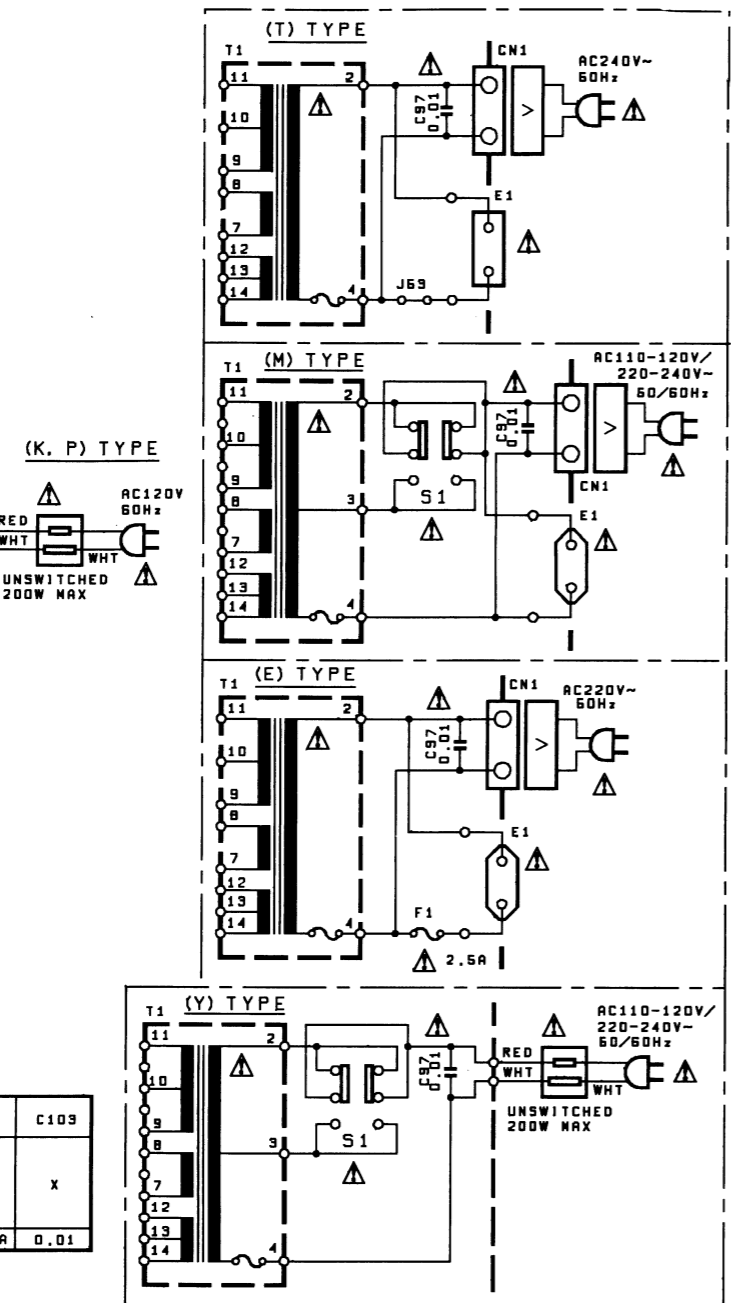 (T) TYPE
T1
11
10
9
8
7
12
13
14
2
4
C97
0.01
CN1
AC240V~
50Hz
>
E1
J69
(M) TYPE
T1
11
10
9
8
7
12
13
14
2
3
4
S1
C97
0.01
AC110-120V/
220-240V~
50/60Hz
>
CN1
E1
(K, P) TYPE
AC120V
60Hz
RED
WHT
WHT
UNSWITCHED
200W MAX
(E) TYPE
T1
11
10
9
8
7
12
13
14
2
4
C97
0.01
CN1
AC220V~
50Hz
>
E1
F1
2.5A
(Y) TYPE
T1
11
10
9
8
7
12
13
14
2
3
4
S1
C97
0.01
RED
WHT
WHT
UNSWITCHED
200W MAX
AC110-120V/
220-240V~
50/60Hz
C103
X
A 0.01